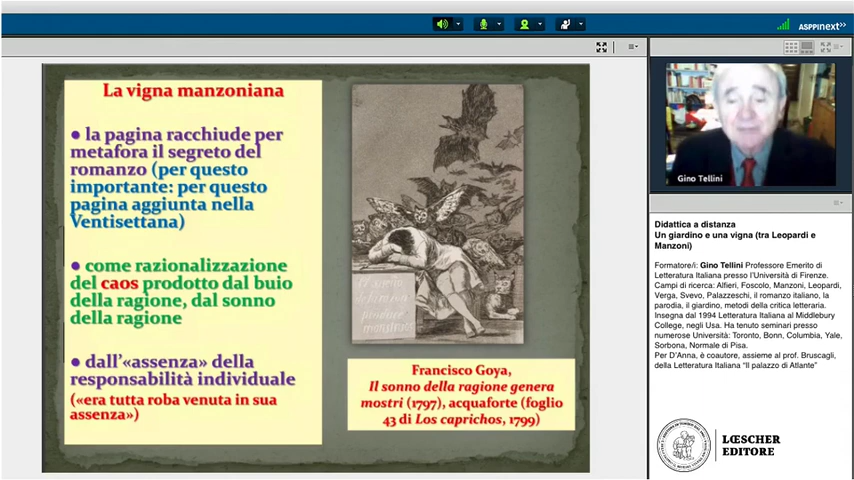 ASPPInext>>
La vigna manzoniana
● la pagina racchiude per
metafora il segreto del
romanzo (per questo
importante: per questo
pagina aggiunta nella
Ventisettana)
● come razionalizzazione
del caos prodotto dal buio
della ragione, dal sonno
della ragione
● dall'«assenza» della
responsabilità individuale
(«era tutta roba venuta in sua
assenza»)
Francisco Goya,
Il sonno della ragione genera
mostri (1797), acquaforte (foglio
43 di Los caprichos, 1799)
Gino Tellini
Didattica a distanza
Un giardino e una vigna (tra Leopardi e
Manzoni)
Formatore/i: Gino Tellini Professore Emerito di
Letteratura Italiana presso l'Università di Firenze.
Campi di ricerca: Alfieri, Foscolo, Manzoni, Leopardi,
Verga, Svevo, Palazzeschi, il romanzo italiano, la
parodia, il giardino, metodi della critica letteraria.
Insegna dal 1994 Letteratura Italiana al Middlebury
College, negli Usa. Ha tenuto seminari presso
numerose Università: Toronto, Bonn, Columbia, Yale,
Sorbona, Normale di Pisa.
Per D'Anna, è coautore, assieme al prof. Bruscagli,
della Letteratura Italiana "Il palazzo di Atlante"
LŒSCHER
EDITORE